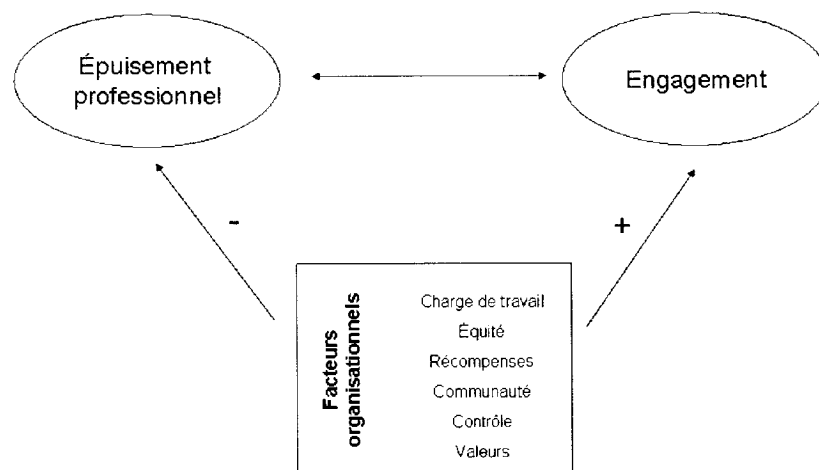 Épuisement
professionnel
Engagement
-
+
Facteurs
organisationnels
Charge de travail
Équité
Récompenses
Communauté
Contrôle
Valeurs